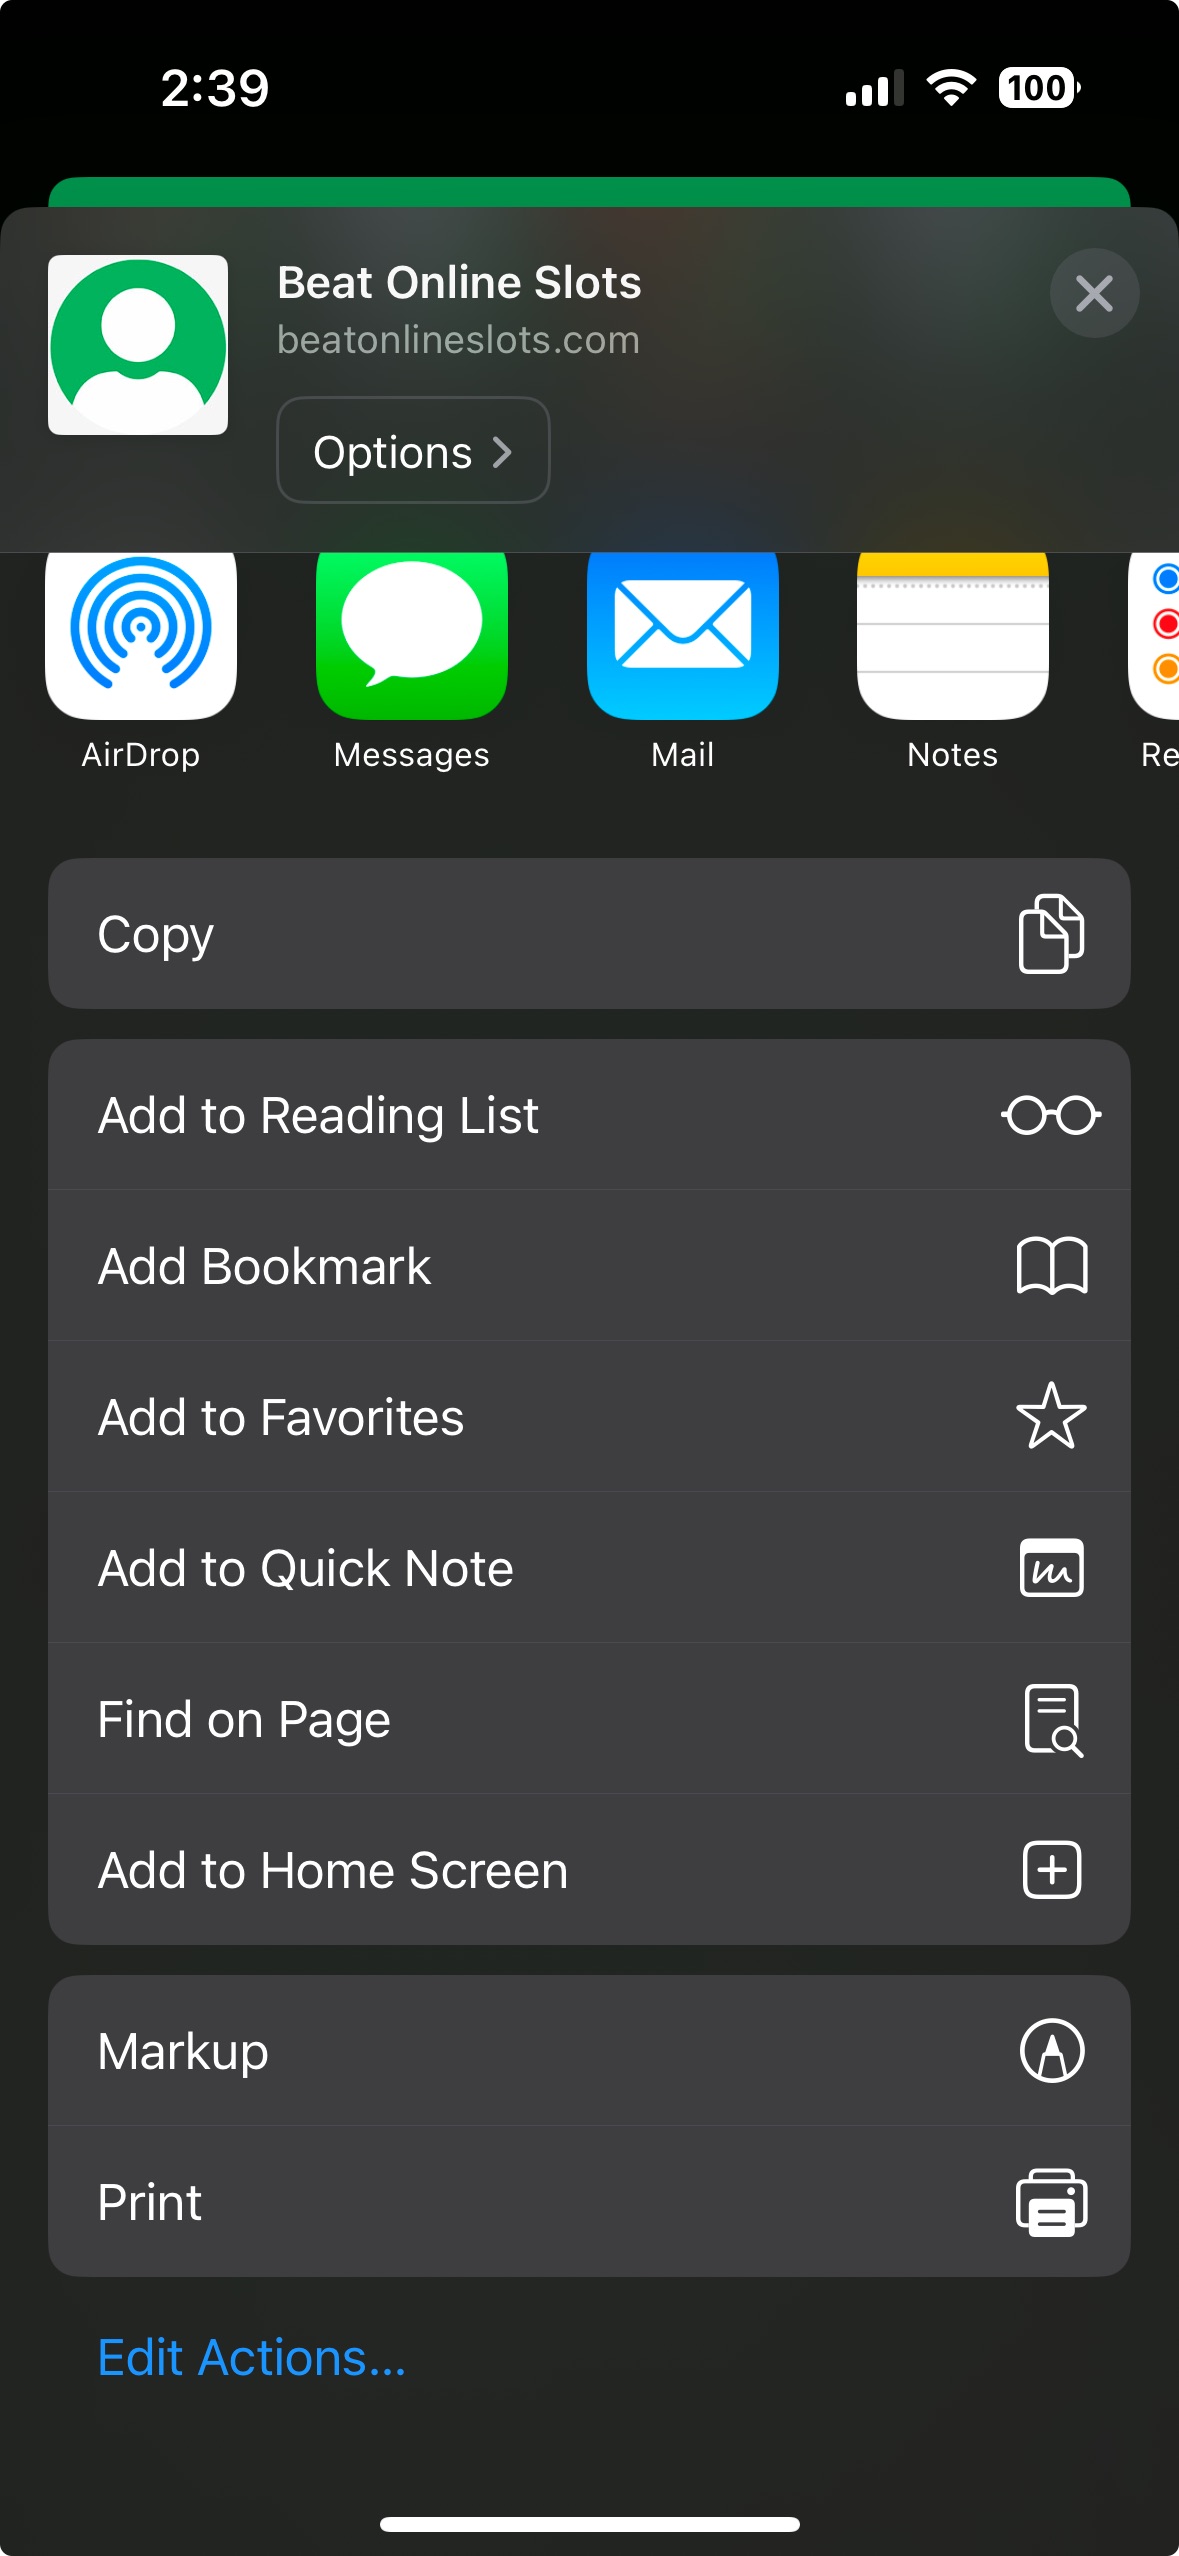 2:39
100
Beat Online Slots
beatonlineslots.com
Options
AirDrop
Messages
Mail
Notes
Re
Copy
Add to Reading List
Add Bookmark
Add to Favorites
Add to Quick Note
Find on Page
Add to Home Screen
Markup
Print
Edit Actions...